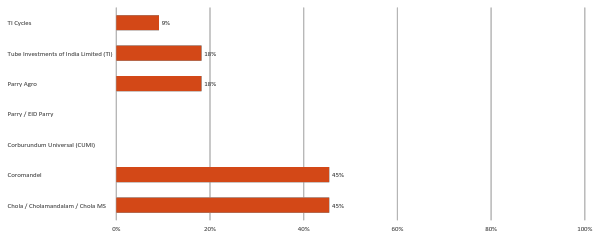 TI Cycles 9%
Tube Investments of India Limited (TI) 18%
Parry Agro 18%
Parry / EID Parry
Corburundum Universal (CUMI)
Coromandel 45%
Chola / Cholamandalam / Chola MS 45%
0% 20% 40% 60% 80% 100%